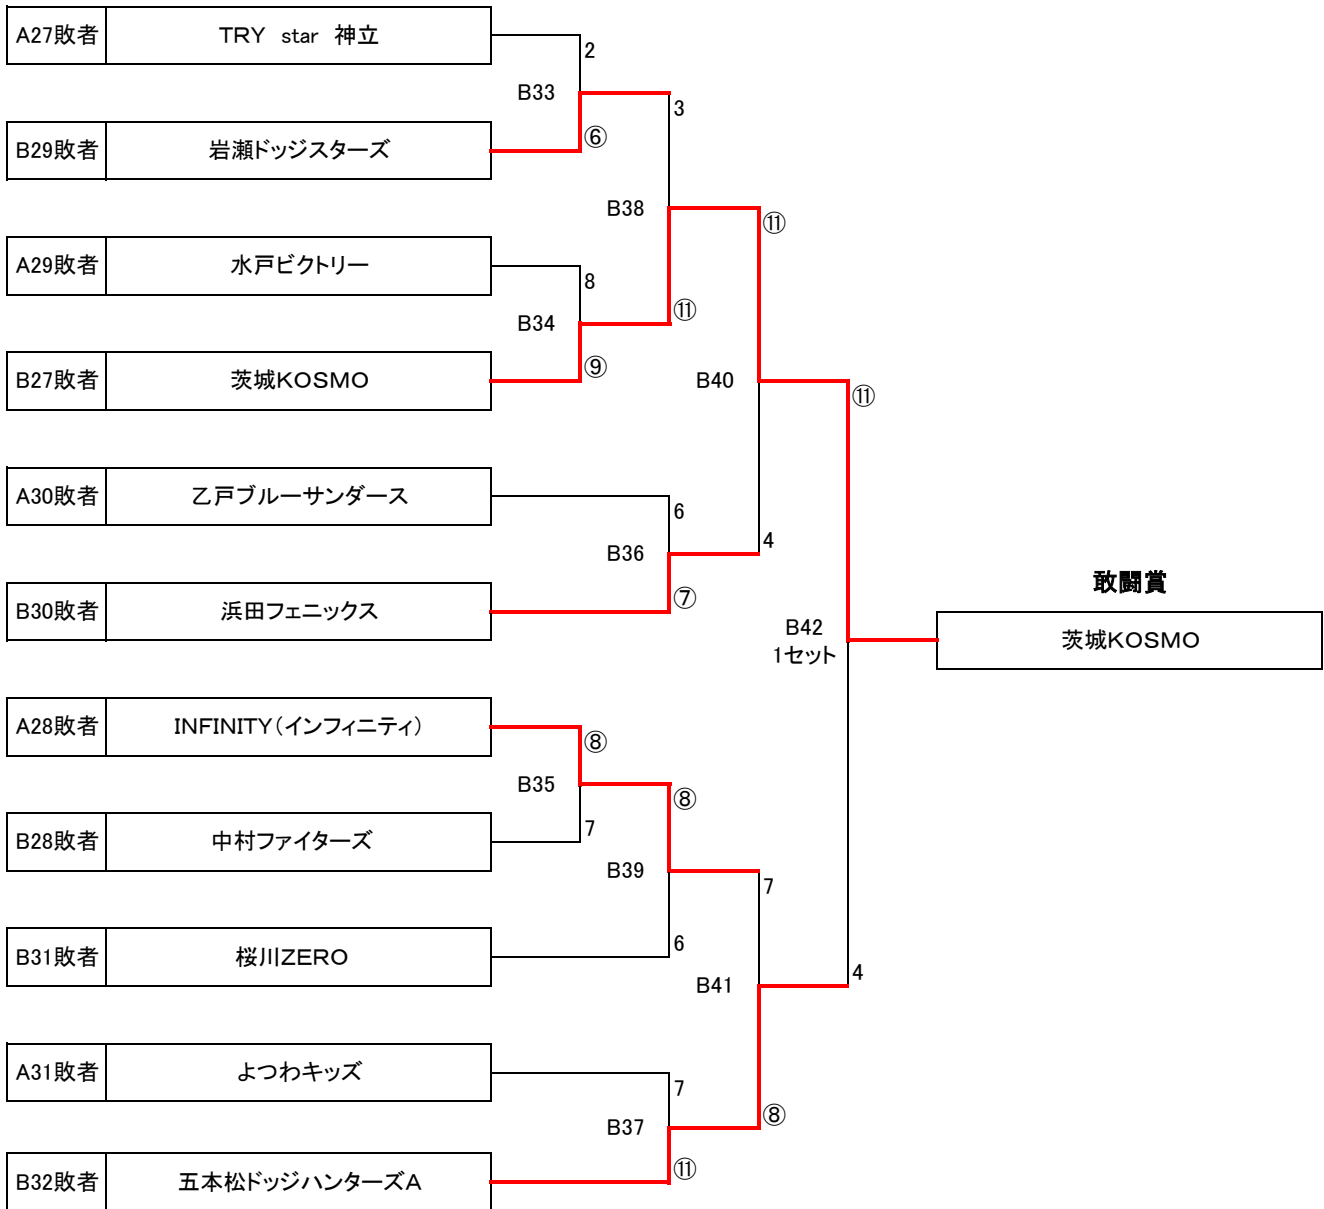 A27敗者 TRY star 神立
2
B33
3
B29敗者 岩瀬ドッジスターズ
⑥
B38
⑪
A29敗者 水戸ビクトリー
8
B34
⑪
B27敗者 茨城KOSMO
⑨
B40
⑪
A30敗者 乙戸ブルーサンダース
6
B36
4
B30敗者 浜田フェニックス
⑦
敢闘賞
B42
1セット
茨城KOSMO
A28敗者 INFINITY(インフィニティ)
⑧
B35
⑧
B28敗者 中村ファイターズ
7
B39
7
B31敗者 桜川ZERO
6
B41
4
A31敗者 よつわキッズ
7
B37
⑧
B32敗者 五本松ドッジハンターズA
⑪